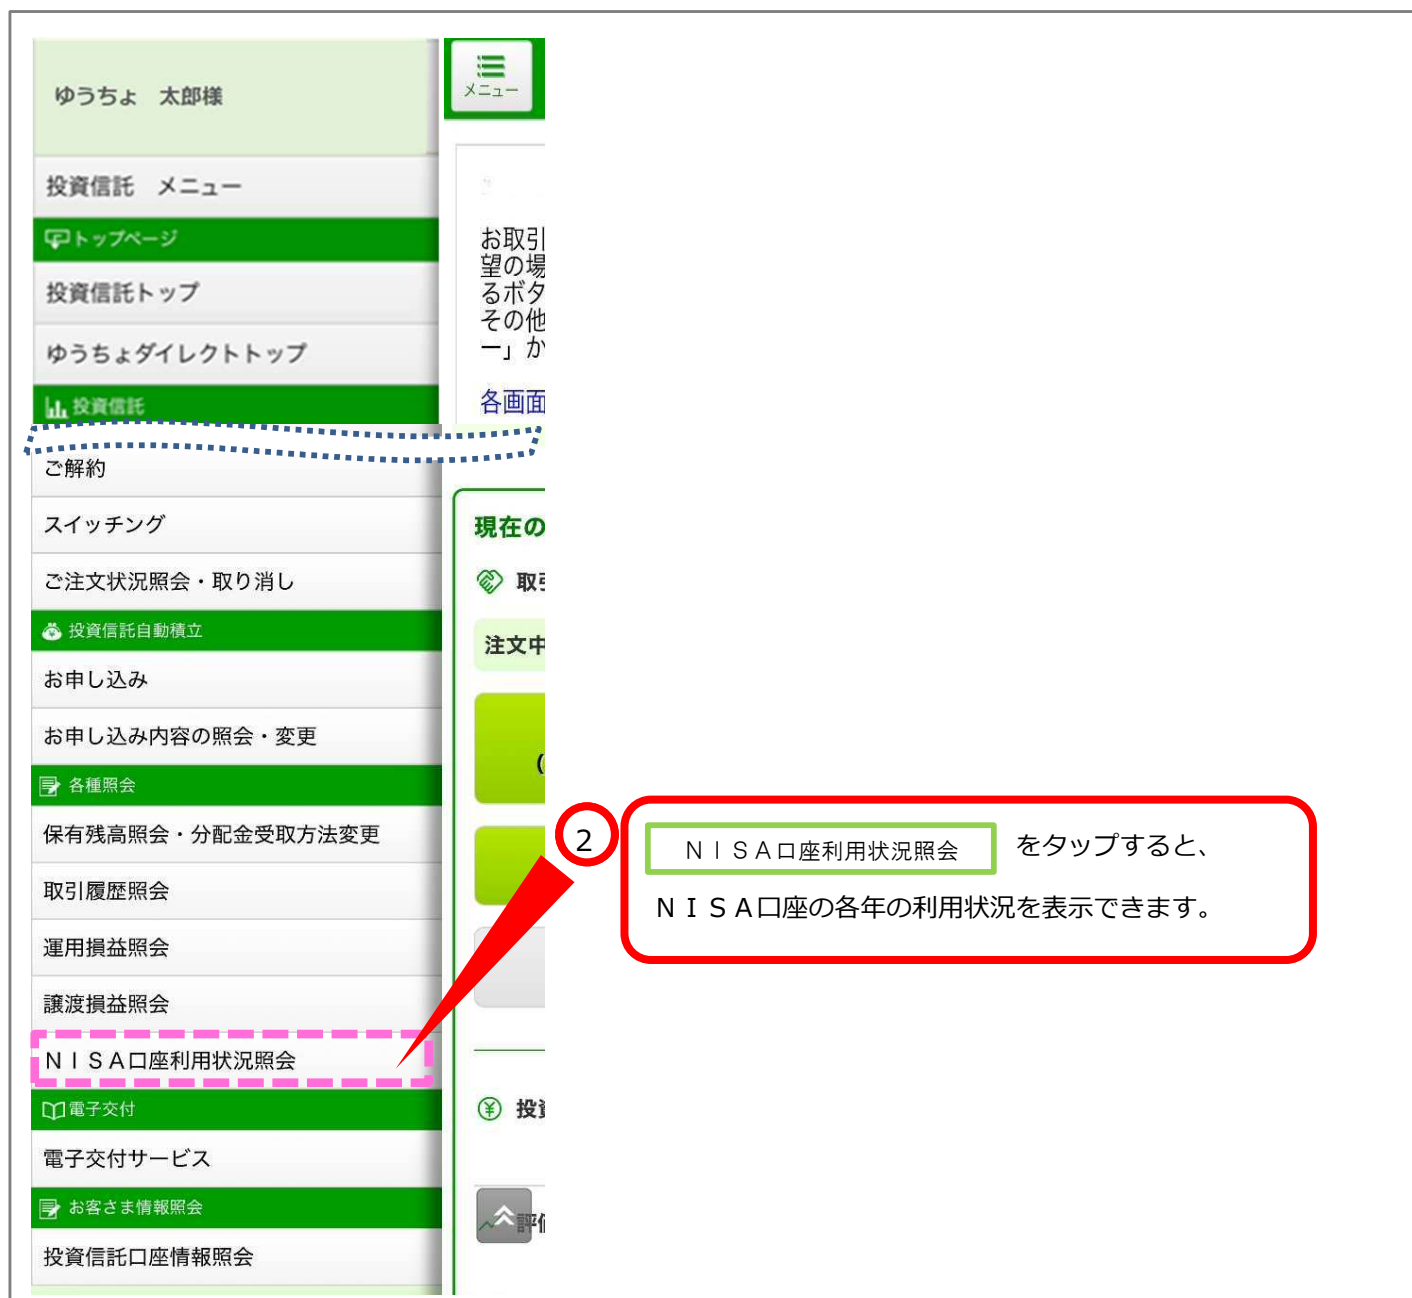 ゆうちょ 太郎様
投資信託 メニュー
トップページ
投資信託トップ
ゆうちょダイレクトトップ
投資信託
ご解約
スイッチング
ご注文状況照会・取り消し
投資信託自動積立
お申し込み
お申し込み内容の照会・変更
各種照会
保有残高照会・分配金受取方法変更
取引履歴照会
運用損益照会
譲渡損益照会
ＮＩＳＡ口座利用状況照会
電子交付
電子交付サービス
お客さま情報照会
投資信託口座情報照会
メニュー
お取引
望の場
るボタ
その他
ー」か
各画面
現在の
取
注文中
(
投
評
2
ＮＩＳＡ口座利用状況照会 をタップすると、
ＮＩＳＡ口座の各年の利用状況を表示できます。